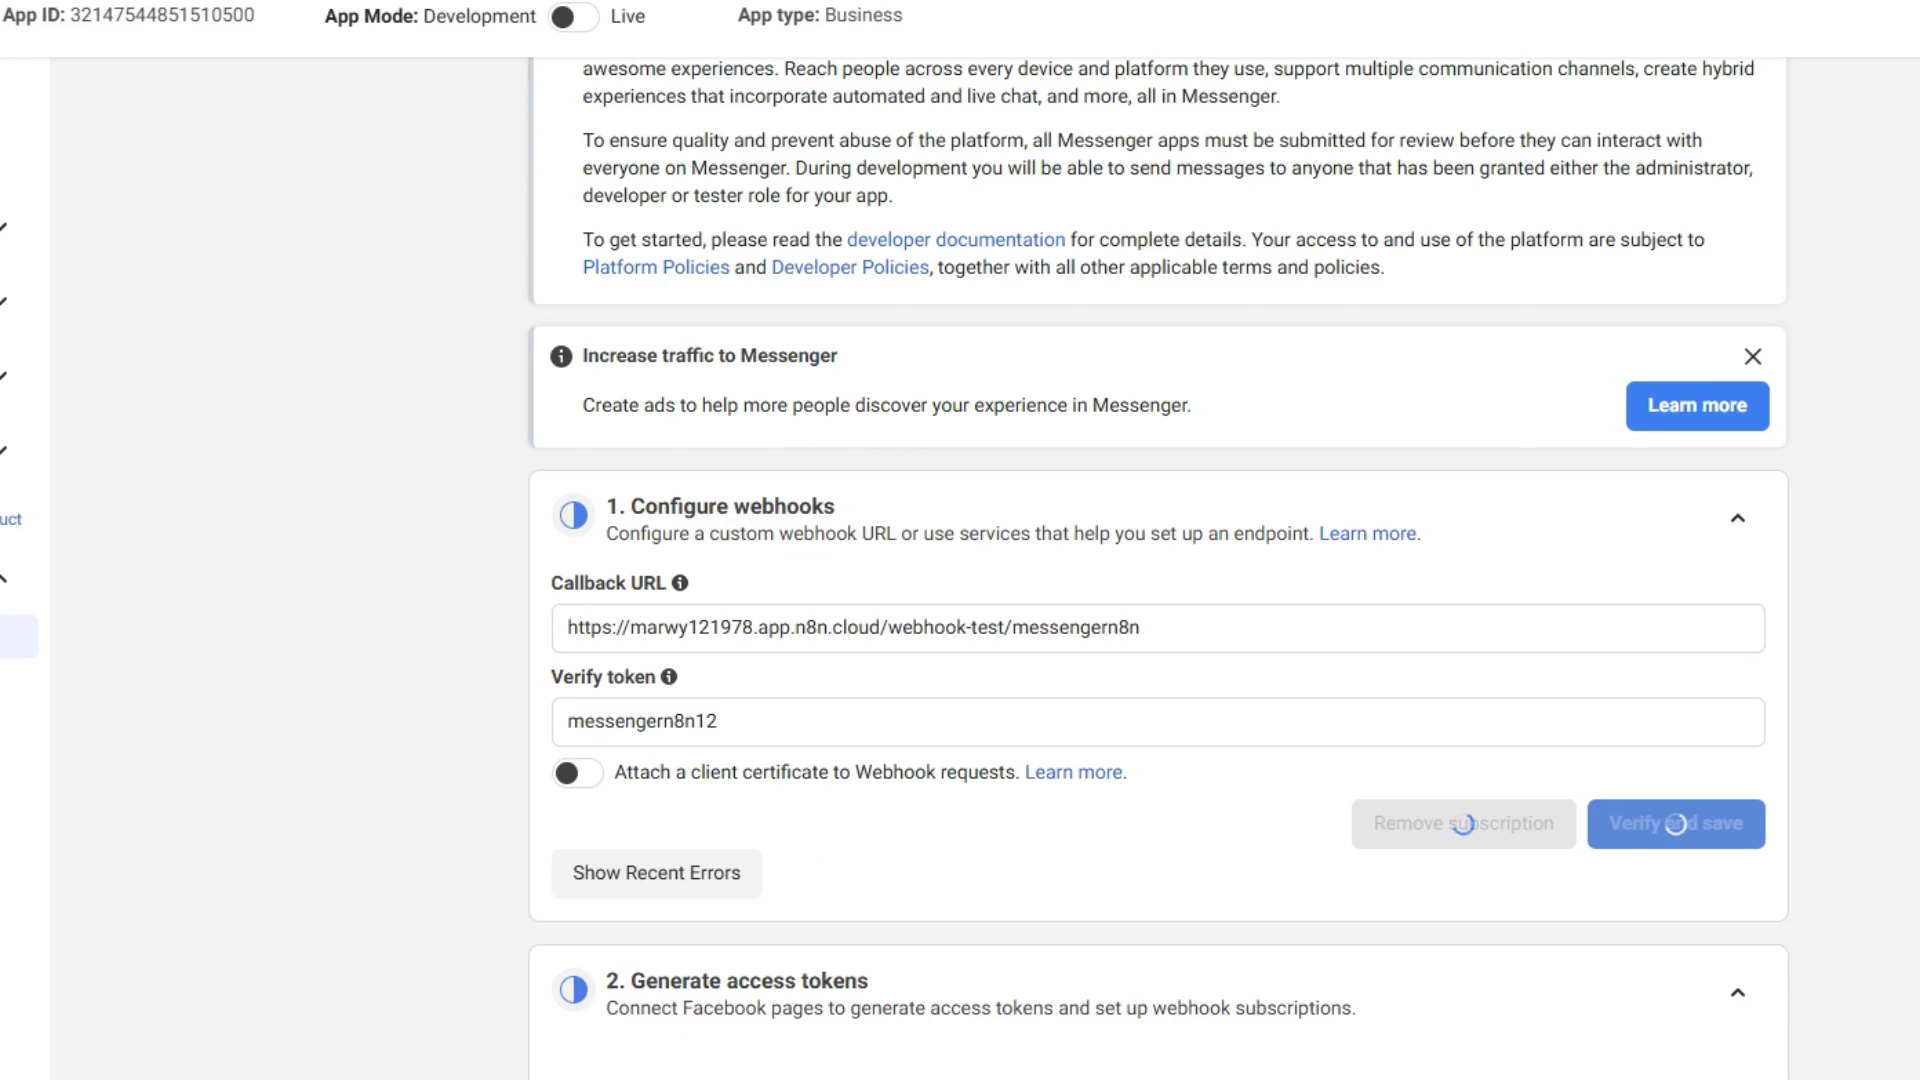 App ID: 32147544851510500 App Mode: Development Live App type: Business
awesome experiences. Reach people across every device and platform they use, support multiple communication channels, create hybrid
experiences that incorporate automated and live chat, and more, all in Messenger.
To ensure quality and prevent abuse of the platform, all Messenger apps must be submitted for review before they can interact with
everyone on Messenger. During development you will be able to send messages to anyone that has been granted either the administrator,
developer or tester role for your app.
To get started, please read the developer documentation for complete details. Your access to and use of the platform are subject to
Platform Policies and Developer Policies, together with all other applicable terms and policies.
Increase traffic to Messenger
Create ads to help more people discover your experience in Messenger.
Learn more
1. Configure webhooks
Configure a custom webhook URL or use services that help you set up an endpoint. Learn more.
uct
Callback URL
https://marwy121978.app.n8n.cloud/webhook-test/messengern8n
Verify token
messengern8n12
Attach a client certificate to Webhook requests. Learn more.
Remove subscription Verify and save
Show Recent Errors
2. Generate access tokens
Connect Facebook pages to generate access tokens and set up webhook subscriptions.